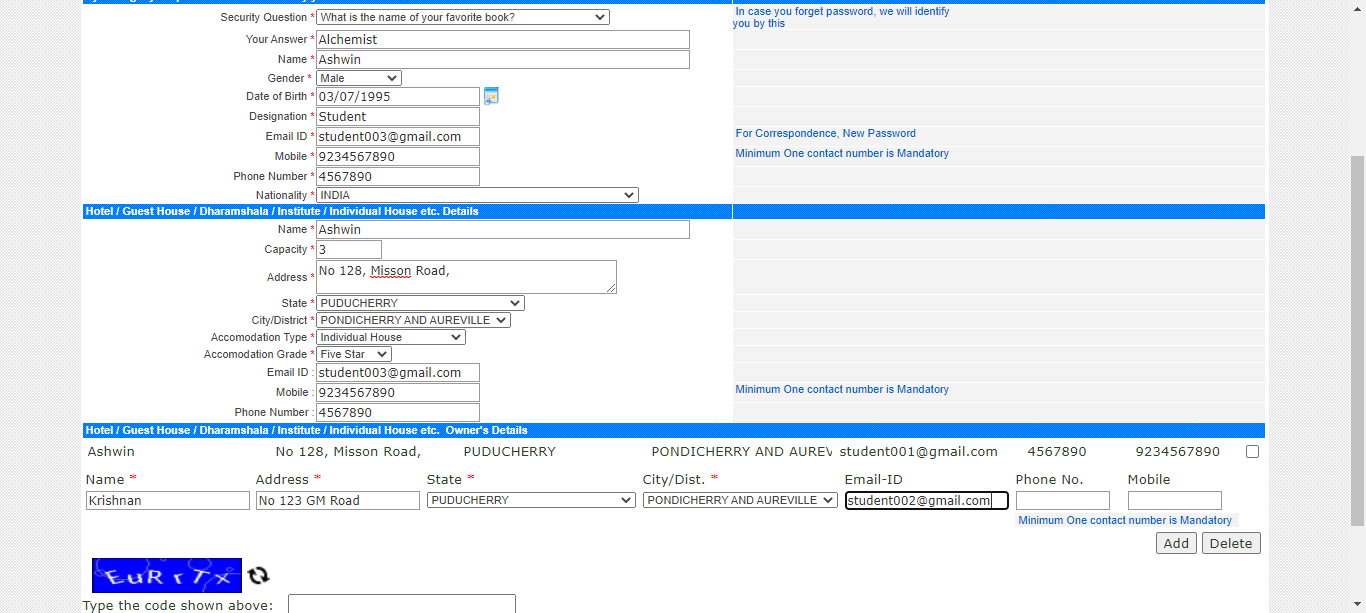 Security Question * What is the name of your favorite book? In case you forget password, we will identify
you by this
Your Answer * Alchemist
Name * Ashwin
Gender * Male
Date of Birth * 03/07/1995
Designation * Student
Email ID * student003@gmail.com For Correspondence, New Password
Mobile * 9234567890 Minimum One contact number is Mandatory
Phone Number * 4567890
Nationality * INDIA
Hotel / Guest House / Dharamshala / Institute / Individual House etc. Details
Name * Ashwin
Capacity * 3
Address * No 128, Misson Road,
State * PUDUCHERRY
City/District * PONDICHERRY AND AUREVILLE
Accomodation Type * Individual House
Accomodation Grade * Five Star
Email ID : student003@gmail.com
Mobile : 9234567890 Minimum One contact number is Mandatory
Phone Number : 4567890
Hotel / Guest House / Dharamshala / Institute / Individual House etc. Owner's Details
Ashwin No 128, Misson Road, PUDUCHERRY PONDICHERRY AND AUREV student001@gmail.com 4567890 9234567890
Name * Address * State * City/Dist. * Email-ID Phone No. Mobile
Krishnan No 123 GM Road PUDUCHERRY PONDICHERRY AND AUREVILLE student002@gmail.com
Minimum One contact number is Mandatory
Add Delete
EuRrTx
Type the code shown above: